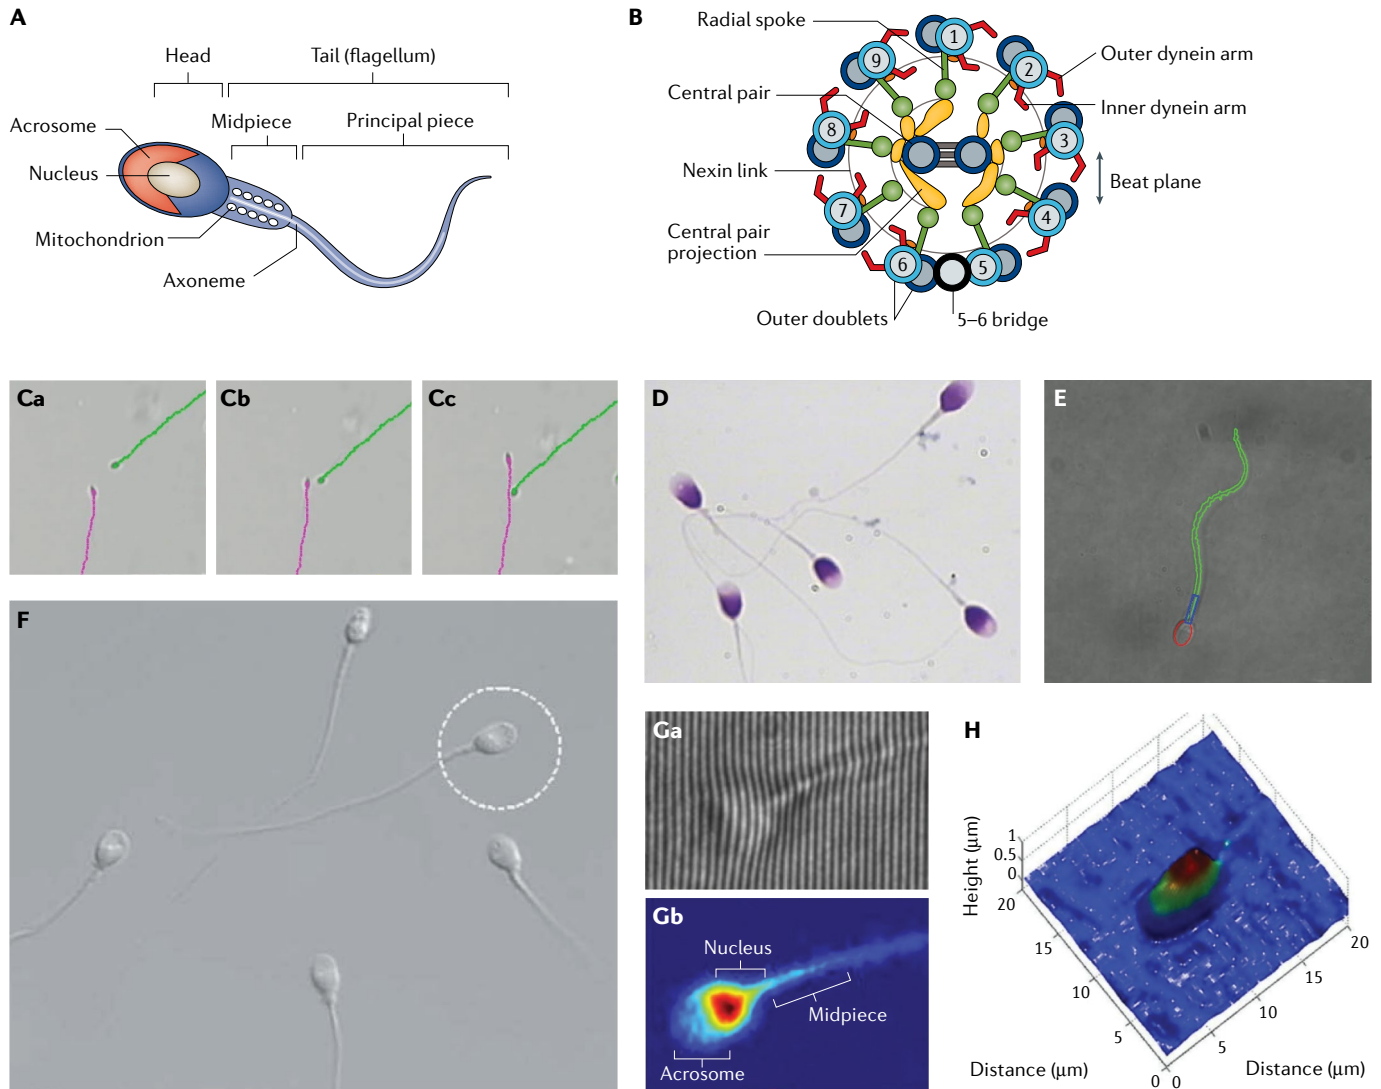 A
Head
Tail (flagellum)
Midpiece
Principal piece
Acrosome
Nucleus
Mitochondrion
Axoneme
B
Radial spoke
Central pair
Nexin link
Central pair
projection
Outer doublets
5–6 bridge
Outer dynein arm
Inner dynein arm
Beat plane
1
2
3
4
5
6
7
8
9
Ca
Cb
Cc
D
E
F
Ga
Gb
Nucleus
Midpiece
Acrosome
H
Height (μm)
1
0.5
0
20
15
10
5
0
Distance (μm)
0
5
10
15
20
Distance (μm)